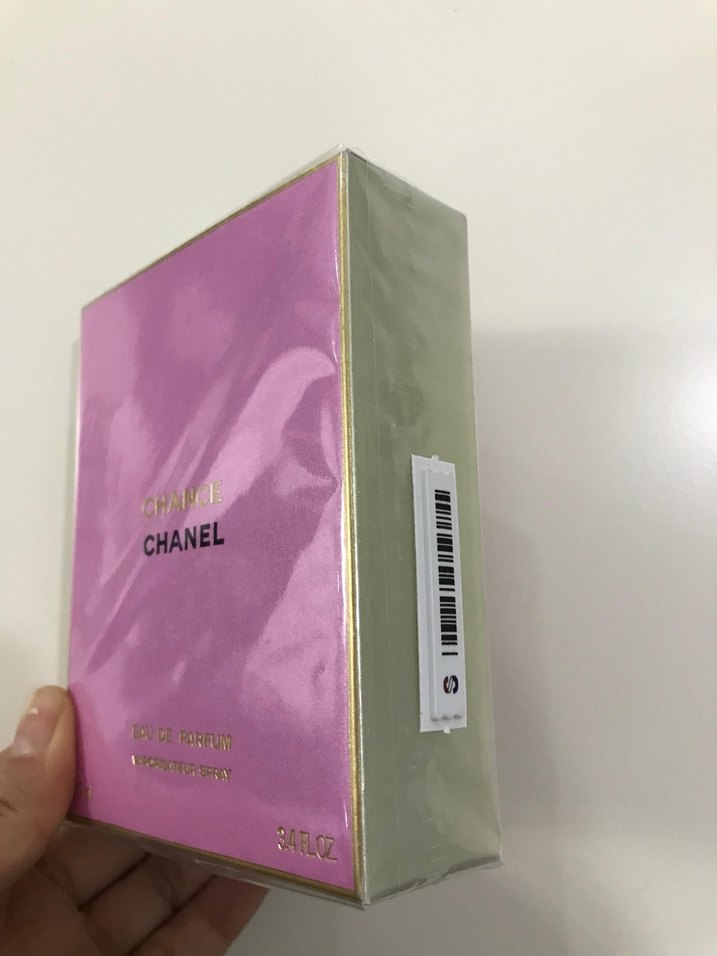 CHANCE
CHANEL
EAU DE PARFUM
VAPORISATEUR SPRAY
3.4 FL.OZ.
S